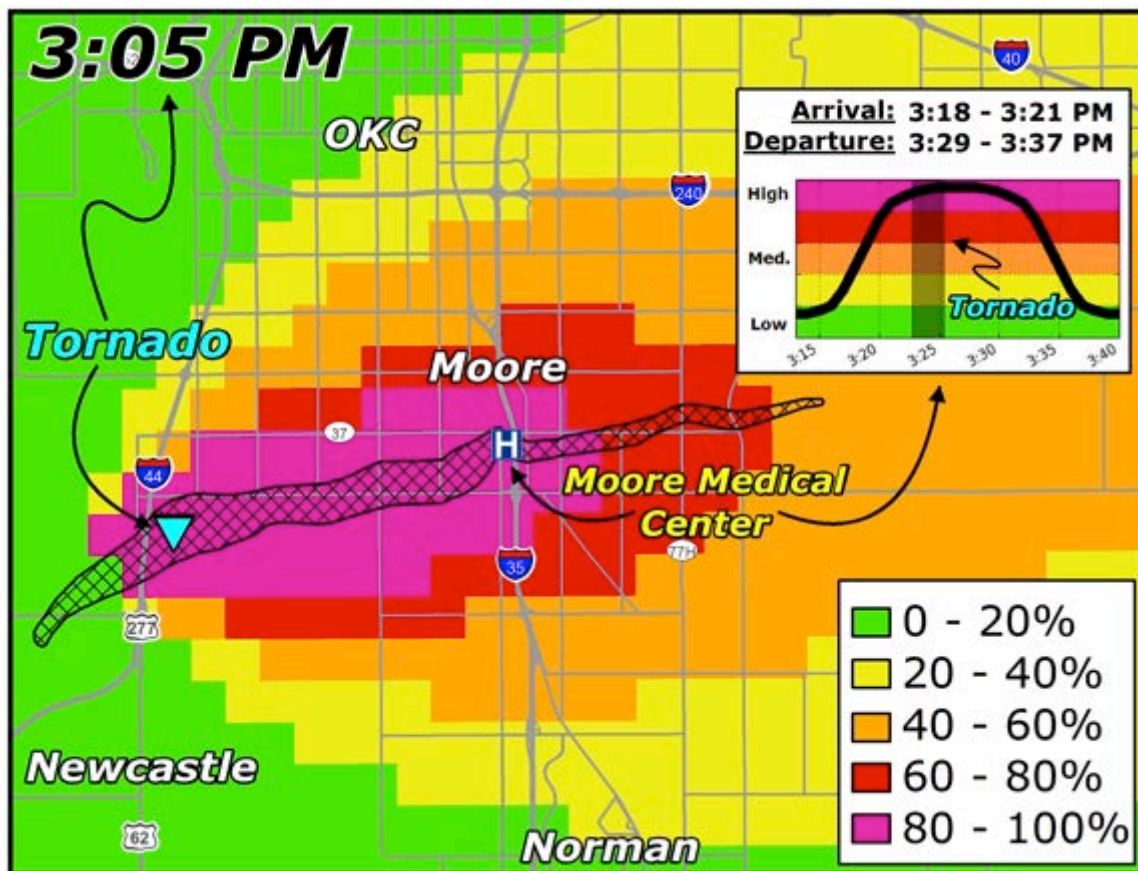 3:05 PM
OKC
40
240
Arrival: 3:18 - 3:21 PM
Departure: 3:29 - 3:37 PM
High
Med.
Low
Tornado
3:15 3:20 3:25 3:30 3:35 3:40
Tornado
Moore
37
H
44
Moore Medical
Center
35
77H
277
Newcastle
62
Norman
0 - 20%
20 - 40%
40 - 60%
60 - 80%
80 - 100%